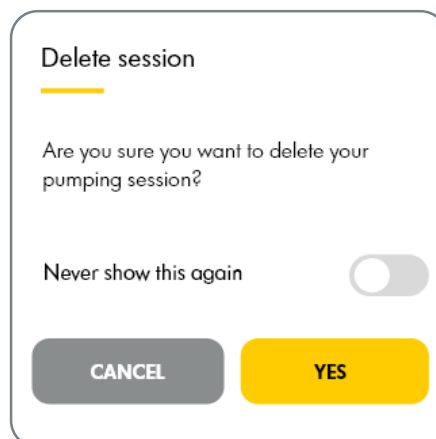 Delete session
Are you sure you want to delete your
pumping session?
Never show this again
CANCEL
YES